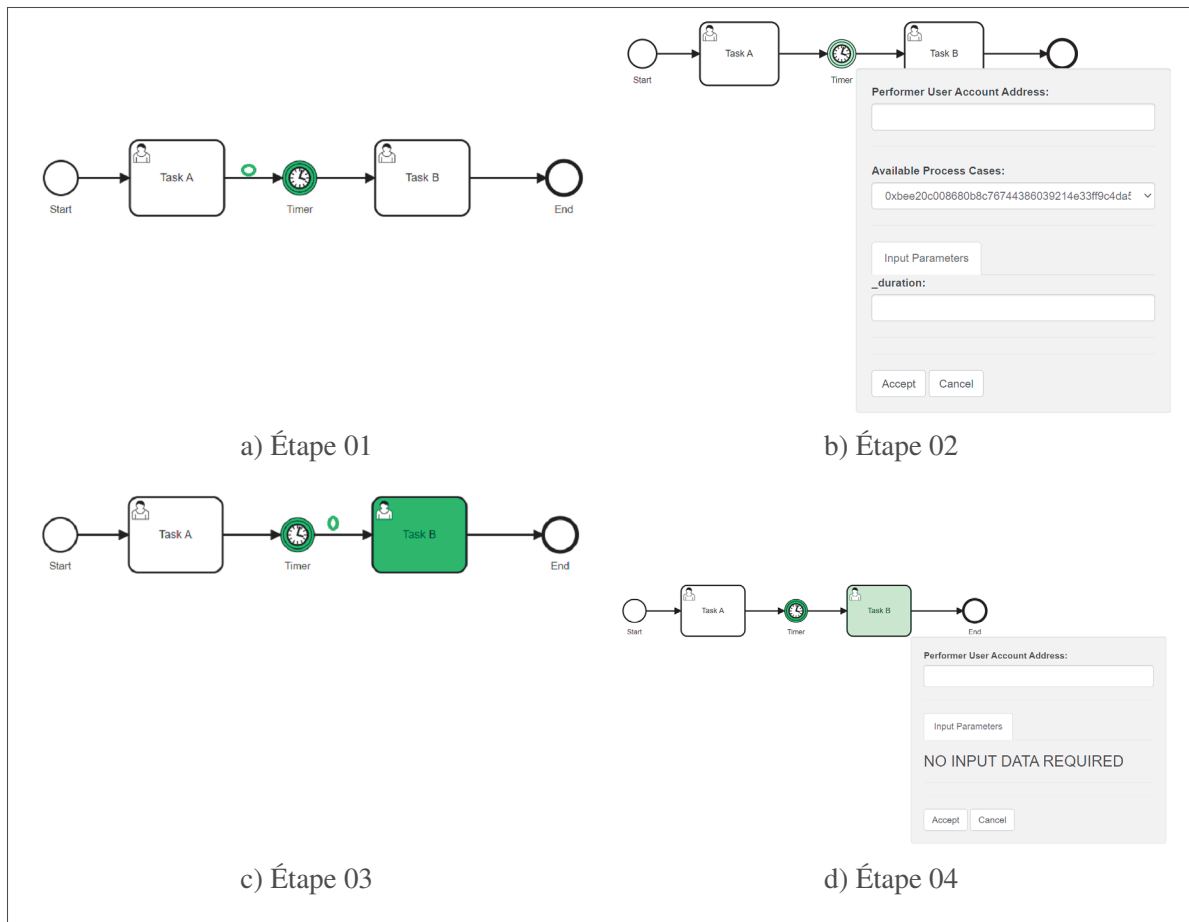 Task A
Task B
Start
Timer
End
a) Étape 01
Task A
Task B
Start
Timer
Performer User Account Address:
Available Process Cases:
0xbee20c008680b8c76744386039214e33ff9c4da5
Input Parameters
_duration:
Accept
Cancel
b) Étape 02
Task A
Task B
Start
Timer
End
c) Étape 03
Task A
Task B
Start
Timer
End
Performer User Account Address:
Input Parameters
NO INPUT DATA REQUIRED
Accept
Cancel
d) Étape 04